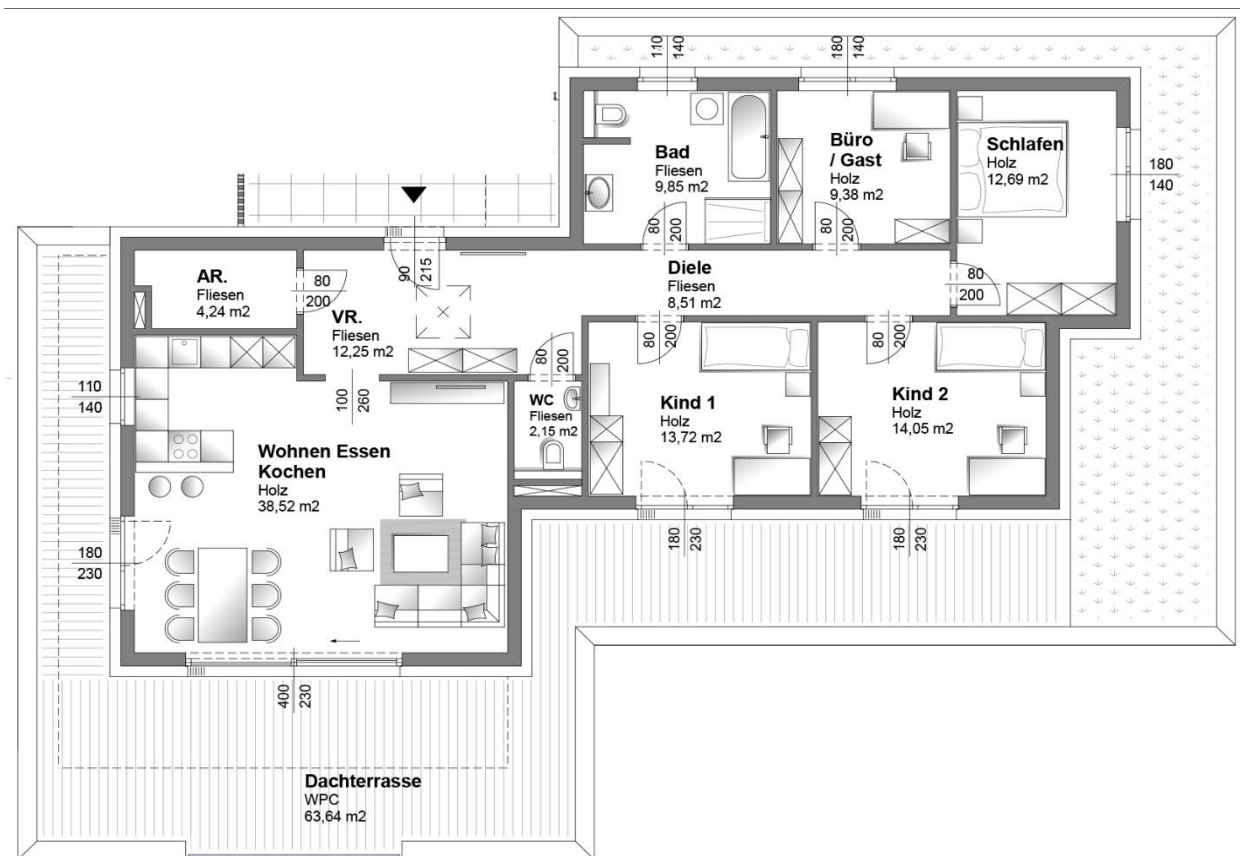 110
140
180
140
Bad
Fliesen
9,85 m2
Büro
/ Gast
Holz
9,38 m2
Schlafen
Holz
12,69 m2
180
140
80
200
80
200
90
215
AR.
Fliesen
4,24 m2
80
200
VR.
Fliesen
12,25 m2
Diele
Fliesen
8,51 m2
80
200
80
200
80
200
80
200
110
140
100
260
WC
Fliesen
2,15 m2
Kind 1
Holz
13,72 m2
Kind 2
Holz
14,05 m2
Wohnen Essen
Kochen
Holz
38,52 m2
180
230
180
230
180
230
400
230
Dachterrasse
WPC
63,64 m2